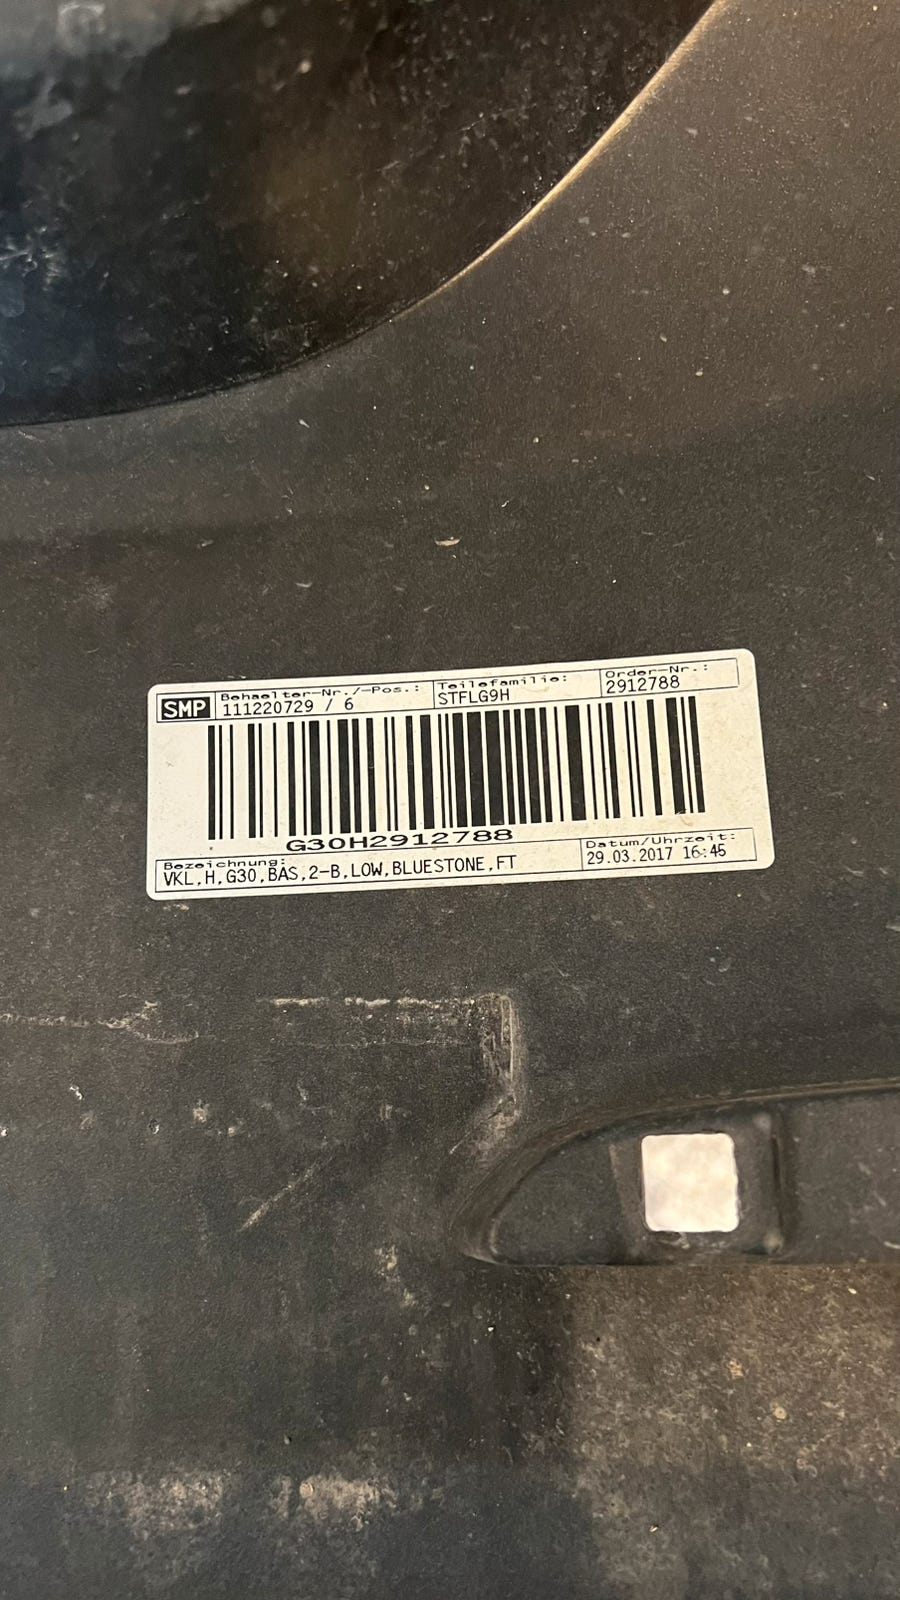 SMP
Behaelter-Nr./-Pos.:
111220729 / 6
Teilefamilie:
STFLG9H
Order-Nr.:
2912788
G30H2912788
Bezeichnung:
VKL,H,G30,BAS,2-B,LOW,BLUESTONE,FT
Datum/Uhrzeit:
29.03.2017 16:45